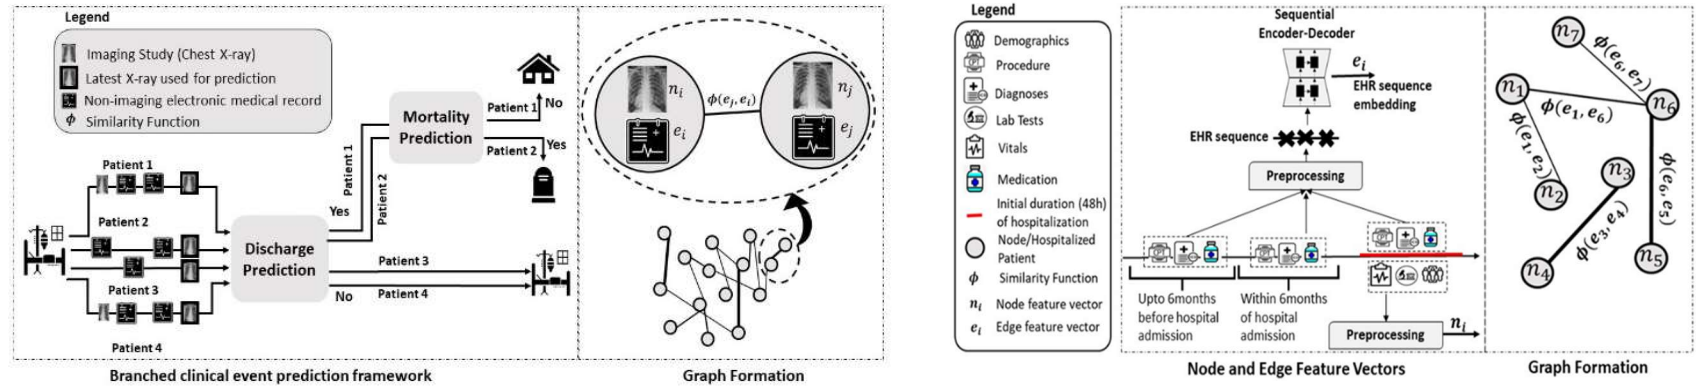 Legend
Imaging Study (Chest X-ray)
Latest X-ray used for prediction
Non-imaging electronic medical record
ϕ Similarity Function
Patient 1
Patient 2
Patient 3
Patient 4
Discharge
Prediction
Yes
No
Patient 1
Patient 2
Patient 3
Patient 4
Mortality
Prediction
Patient 1
No
Patient 2
Yes
Branched clinical event prediction framework
n_i
e_i
ϕ(e_j, e_i)
n_j
e_j
Graph Formation
Legend
Demographics
Procedure
Diagnoses
Lab Tests
Vitals
Medication
Initial duration (48h)
of hospitalization
Node/Hospitalized
Patient
ϕ Similarity Function
n_i Node feature vector
e_i Edge feature vector
Sequential
Encoder-Decoder
e_i
EHR sequence
embedding
EHR sequence
Preprocessing
Upto 6months
before hospital
admission
Within 6months
of hospital
admission
Preprocessing
n_i
Node and Edge Feature Vectors
n_7
ϕ(e_6, e_7)
n_1
ϕ(e_1, e_6)
n_6
ϕ(e_1, e_2)
n_2
n_3
ϕ(e_6, e_5)
ϕ(e_3, e_4)
n_4
n_5
Graph Formation